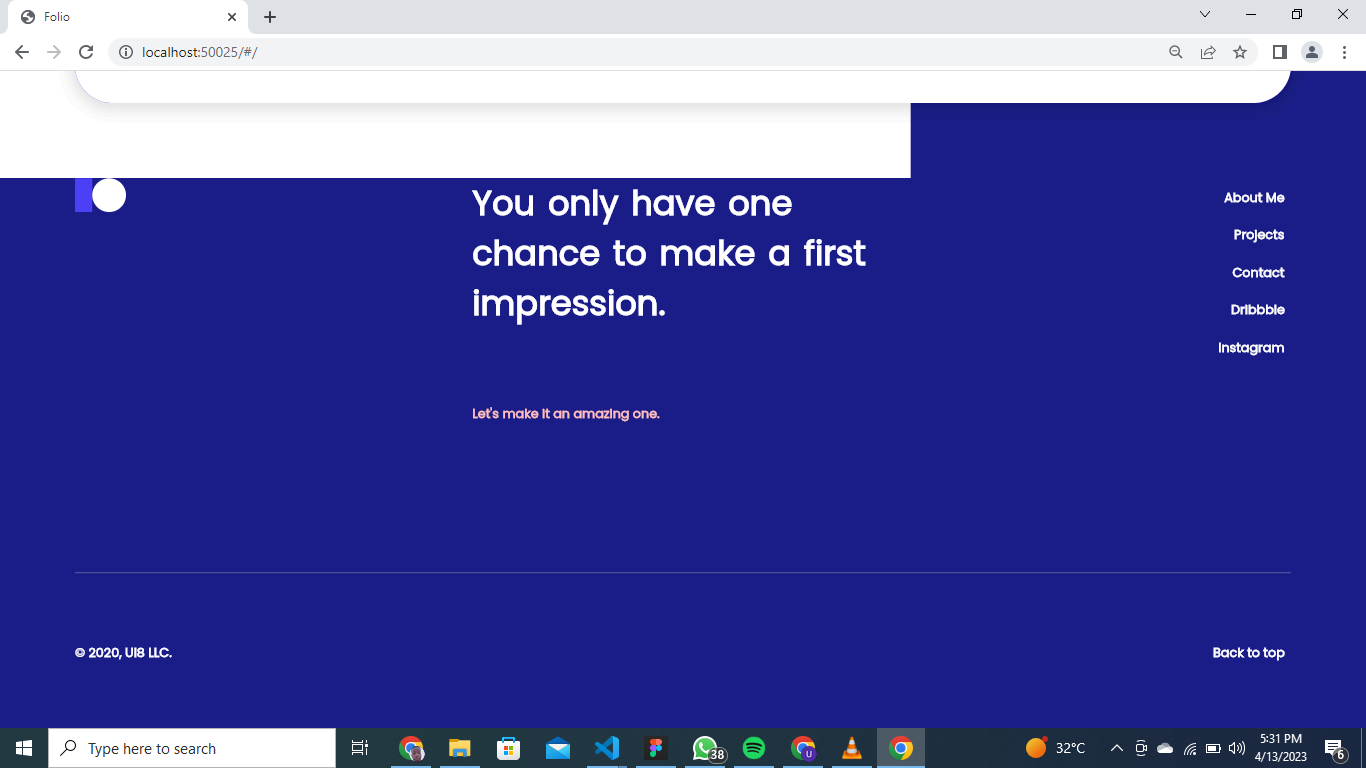 Folio
localhost:50025/#/
You only have one
chance to make a first
impression.
Let's make it an amazing one.
About Me
Projects
Contact
Dribbble
Instagram
© 2020, UI8 LLC.
Back to top
Type here to search
38
U
32°C
5:31 PM
4/13/2023
6